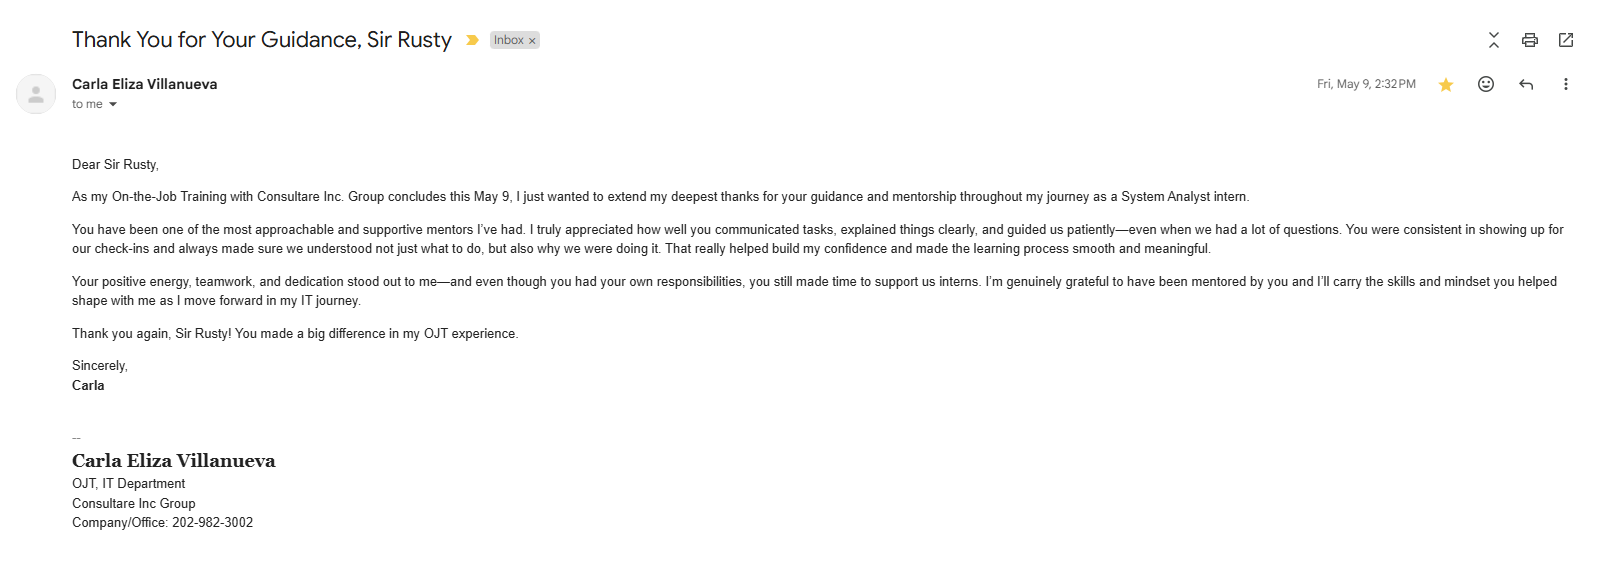 Thank You for Your Guidance, Sir Rusty
Inbox ×
Carla Eliza Villanueva
Fri, May 9, 2:32 PM
to me
Dear Sir Rusty,
As my On-the-Job Training with Consultare Inc. Group concludes this May 9, I just wanted to extend my deepest thanks for your guidance and mentorship throughout my journey as a System Analyst intern.
You have been one of the most approachable and supportive mentors I’ve had. I truly appreciated how well you communicated tasks, explained things clearly, and guided us patiently—even when we had a lot of questions. You were consistent in showing up for
our check-ins and always made sure we understood not just what to do, but also why we were doing it. That really helped build my confidence and made the learning process smooth and meaningful.
Your positive energy, teamwork, and dedication stood out to me—and even though you had your own responsibilities, you still made time to support us interns. I’m genuinely grateful to have been mentored by you and I’ll carry the skills and mindset you helped
shape with me as I move forward in my IT journey.
Thank you again, Sir Rusty! You made a big difference in my OJT experience.
Sincerely,
Carla
--
Carla Eliza Villanueva
OJT, IT Department
Consultare Inc Group
Company/Office: 202-982-3002